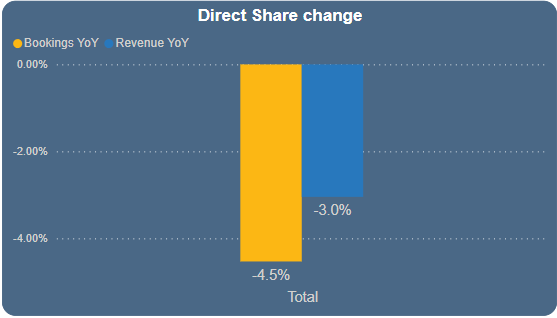 Direct Share change
Bookings YoY Revenue YoY
0.00%
-2.00%
-4.00%
-3.0%
-4.5%
Total